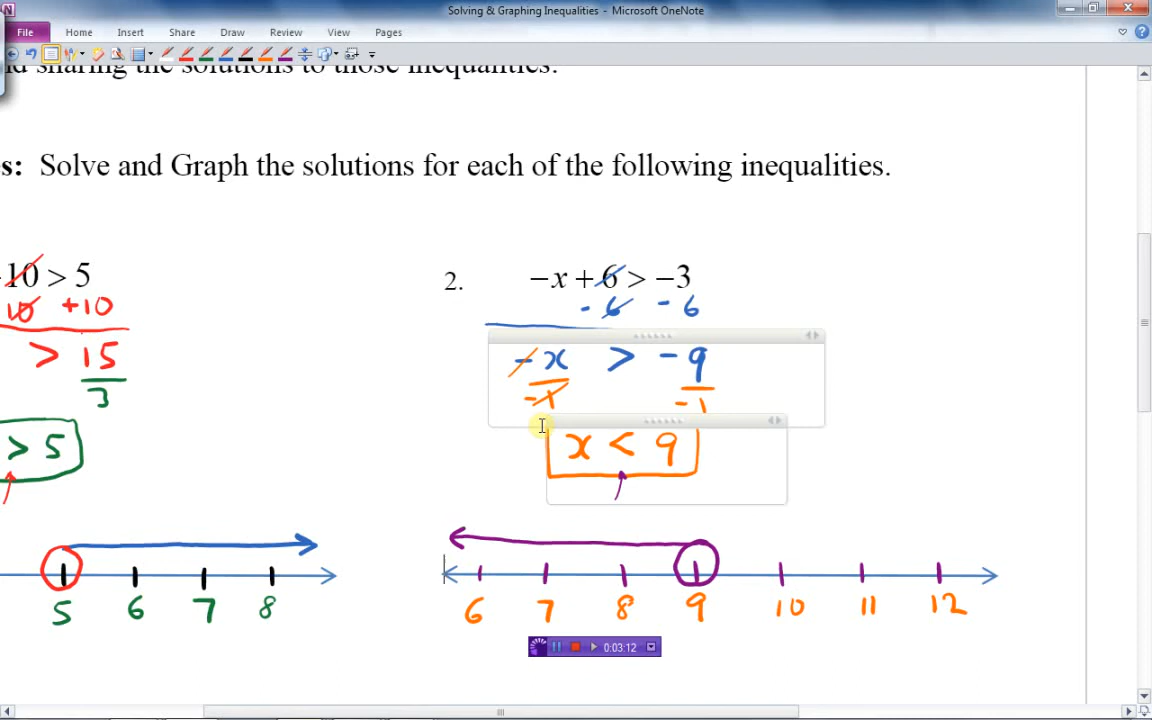 Solving & Graphing Inequalities - Microsoft OneNote
File Home Insert Share Draw Review View Pages
nd sharing the solutions to those inequalities.
s: Solve and Graph the solutions for each of the following inequalities.
-10 > 5
10 +10
> 15
3
> 5
5 6 7 8
2. −x + 6 > −3
- 6 - 6
-x > -9
-1 -1
x < 9
6 7 8 9 10 11 12
0:03:12